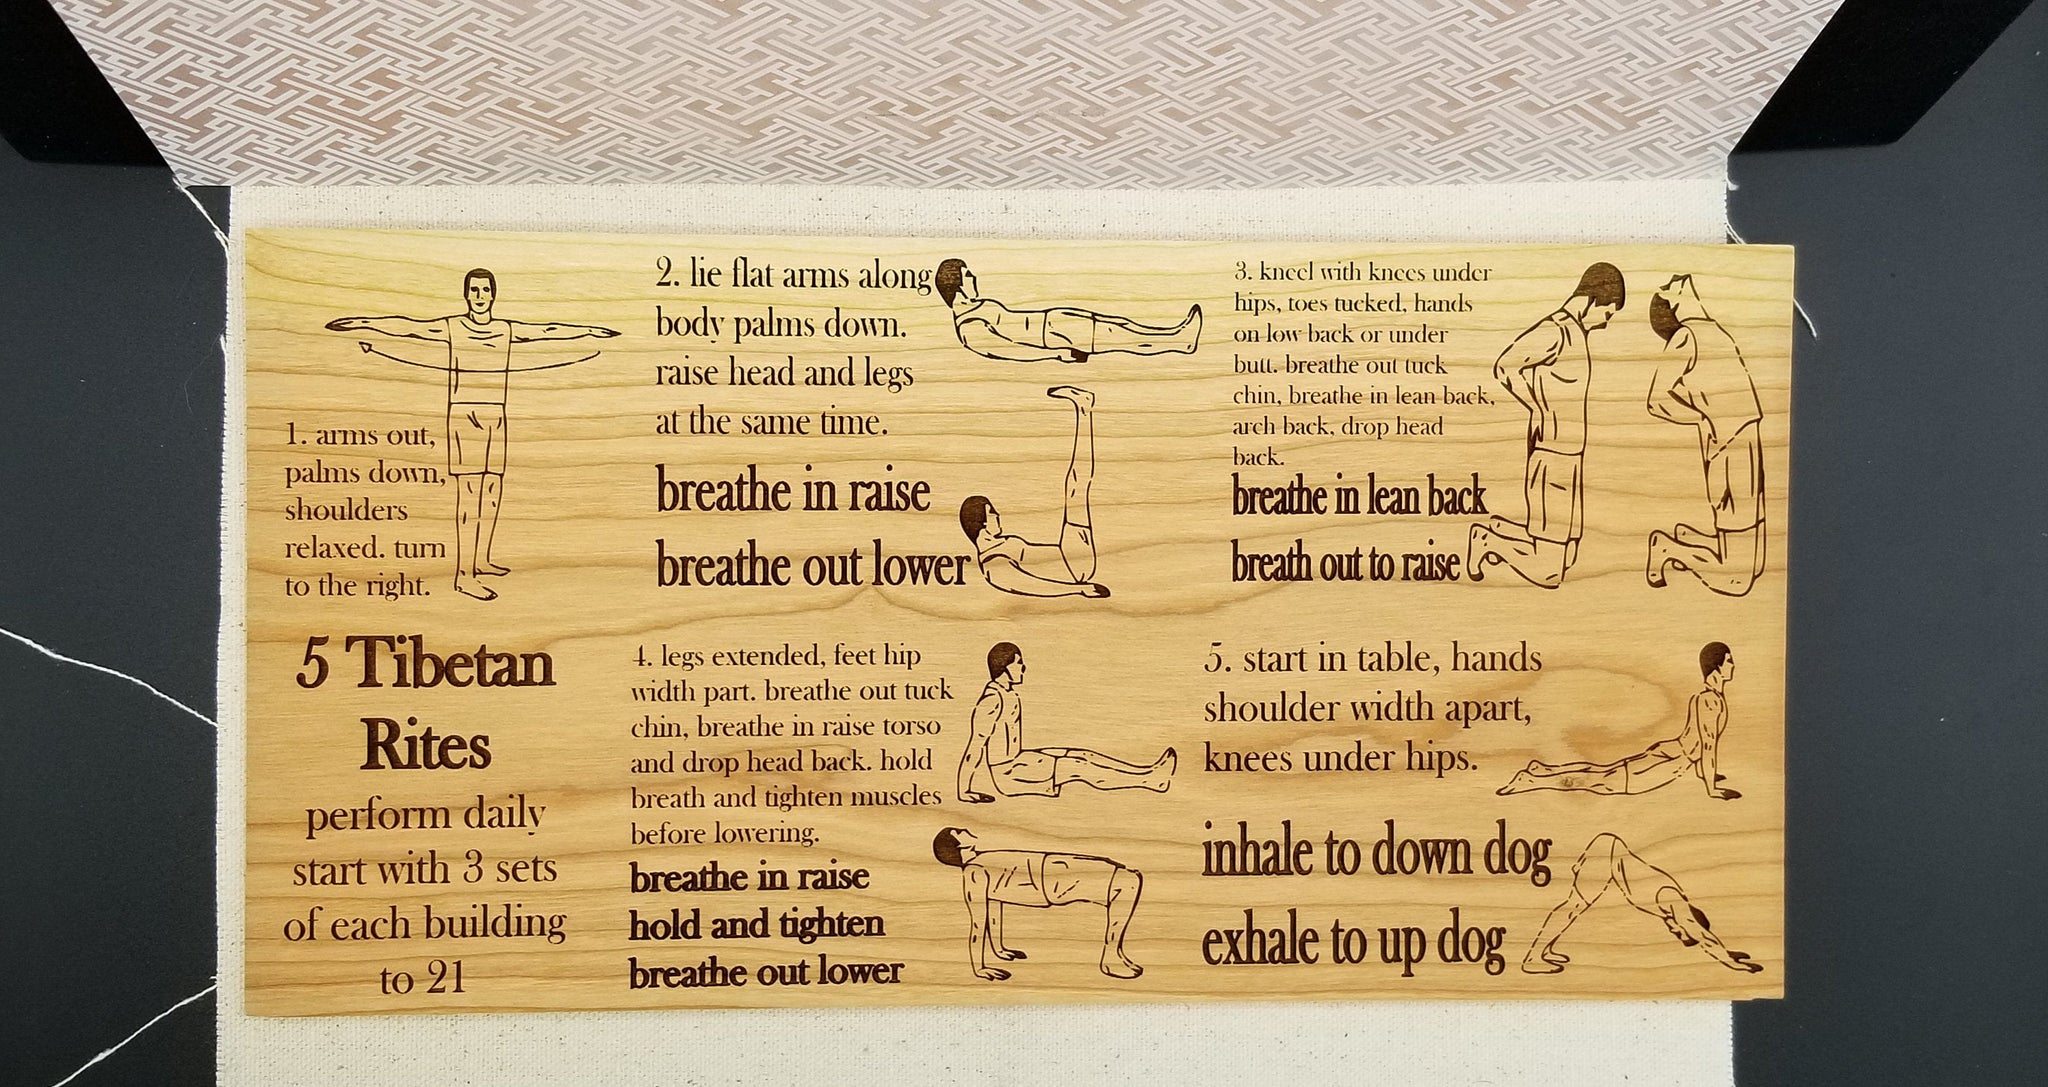 1. arms out,
palms down,
shoulders
relaxed. turn
to the right.
2. lie flat arms along
body palms down.
raise head and legs
at the same time.
breathe in raise
breathe out lower
3. kneel with knees under
hips, toes tucked, hands
on low back or under
butt. breathe out tuck
chin, breathe in lean back,
arch back, drop head
back.
breathe in lean back
breath out to raise
5 Tibetan
Rites
perform daily
start with 3 sets
of each building
to 21
4. legs extended, feet hip
width part. breathe out tuck
chin, breathe in raise torso
and drop head back. hold
breath and tighten muscles
before lowering.
breathe in raise
hold and tighten
breathe out lower
5. start in table, hands
shoulder width apart,
knees under hips.
inhale to down dog
exhale to up dog